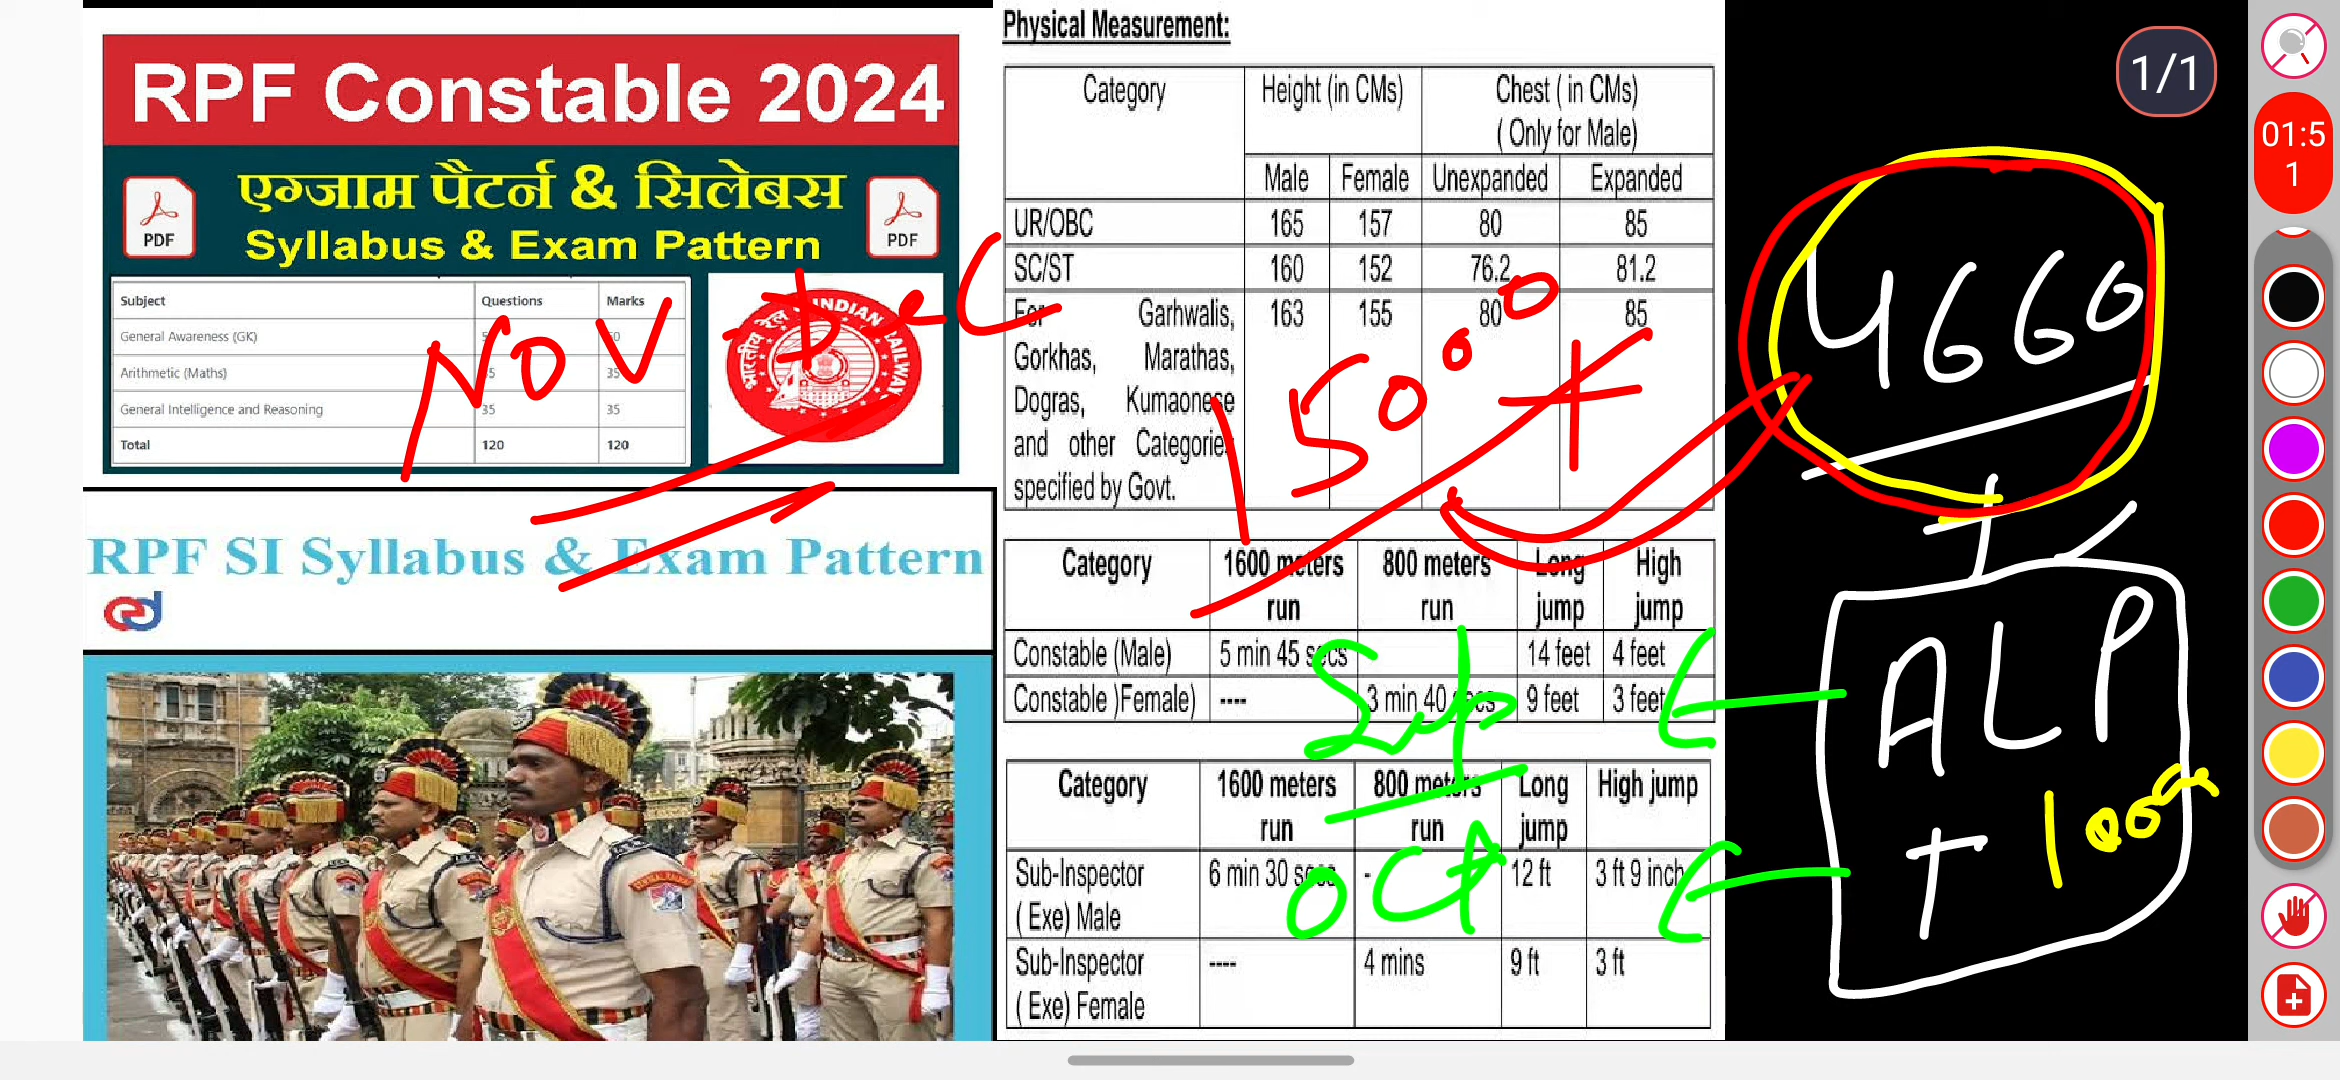 RPF Constable 2024
एग्जाम पैटर्न & सिलेबस
Syllabus & Exam Pattern
PDF
PDF
Subject Questions Marks
General Awareness (GK)
Arithmetic (Maths) 35
General Intelligence and Reasoning 35 35
Total 120 120
भारतीय रेल INDIAN RAILWAY
NOV Dec
RPF SI Syllabus & Exam Pattern
Physical Measurement:
Category Height (in CMs) Chest ( in CMs)
( Only for Male)
Male Female Unexpanded Expanded
UR/OBC 165 157 80 85
SC/ST 160 152 76.2 81.2
For Garhwalis, 163 155 80 85
Gorkhas, Marathas,
Dogras, Kumaonese
and other Categories
specified by Govt.
15000+
Category 1600 meters 800 meters Long High
run run jump jump
Constable (Male) 5 min 45 secs 14 feet 4 feet
Constable )Female) ---- 3 min 40 secs 9 feet 3 feet
Category 1600 meters 800 meters Long High jump
run run jump
Sub-Inspector 6 min 30 secs - 12 ft 3 ft 9 inch
( Exe) Male
Sub-Inspector ---- 4 mins 9 ft 3 ft
( Exe) Female
Oct
4660
ALP
T
1/1
01:5
1